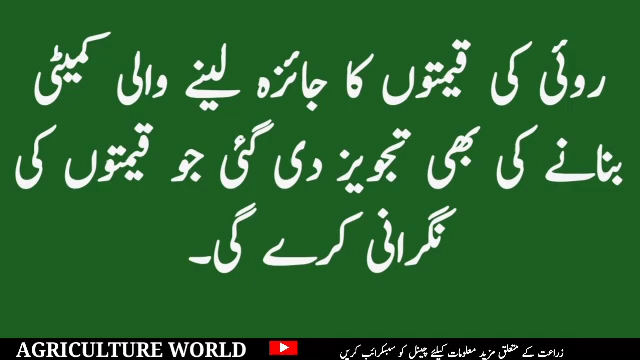 روئی کی قیمتوں کا جائزہ لینے والی کمیٹی
بنانے کی بھی تجویز دی گئی جو قیمتوں کی
نگرانی کرے گی۔
AGRICULTURE WORLD
زراعت کے متعلق مزید معلومات کیلئے چینل کو سبسکرائب کریں